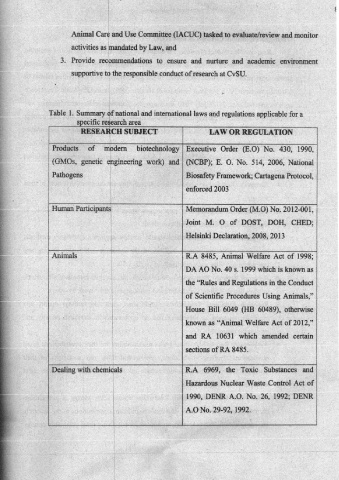 Animal Care and Use Committee (IACUC) tasked to evaluate/review and monitor
activities as mandated by Law, and
3. Provide recommendations to ensure and nurture and academic environment
supportive to the responsible conduct of research at CvSU.
Table 1. Summary of national and international laws and regulations applicable for a
specific research area
RESEARCH SUBJECT
LAW OR REGULATION
Products of modern biotechnology
(GMOs, genetic engineering work) and
Pathogens
Executive Order (E.O) No. 430, 1990,
(NCBP); E. O. No. 514, 2006, National
Biosafety Framework; Cartagena Protocol,
enforced 2003
Human Participants
Memorandum Order (M.O) No. 2012-001,
Joint M. O of DOST, DOH, CHED;
Helsinki Declaration, 2008, 2013
Animals
R.A 8485, Animal Welfare Act of 1998;
DA AO No. 40 s. 1999 which is known as
the “Rules and Regulations in the Conduct
of Scientific Procedures Using Animals,”
House Bill 6049 (HB 60489), otherwise
known as “Animal Welfare Act of 2012,”
and RA 10631 which amended certain
sections of RA 8485.
Dealing with chemicals
R.A 6969, the Toxic Substances and
Hazardous Nuclear Waste Control Act of
1990, DENR A.O. No. 26, 1992; DENR
A.O No. 29-92, 1992.